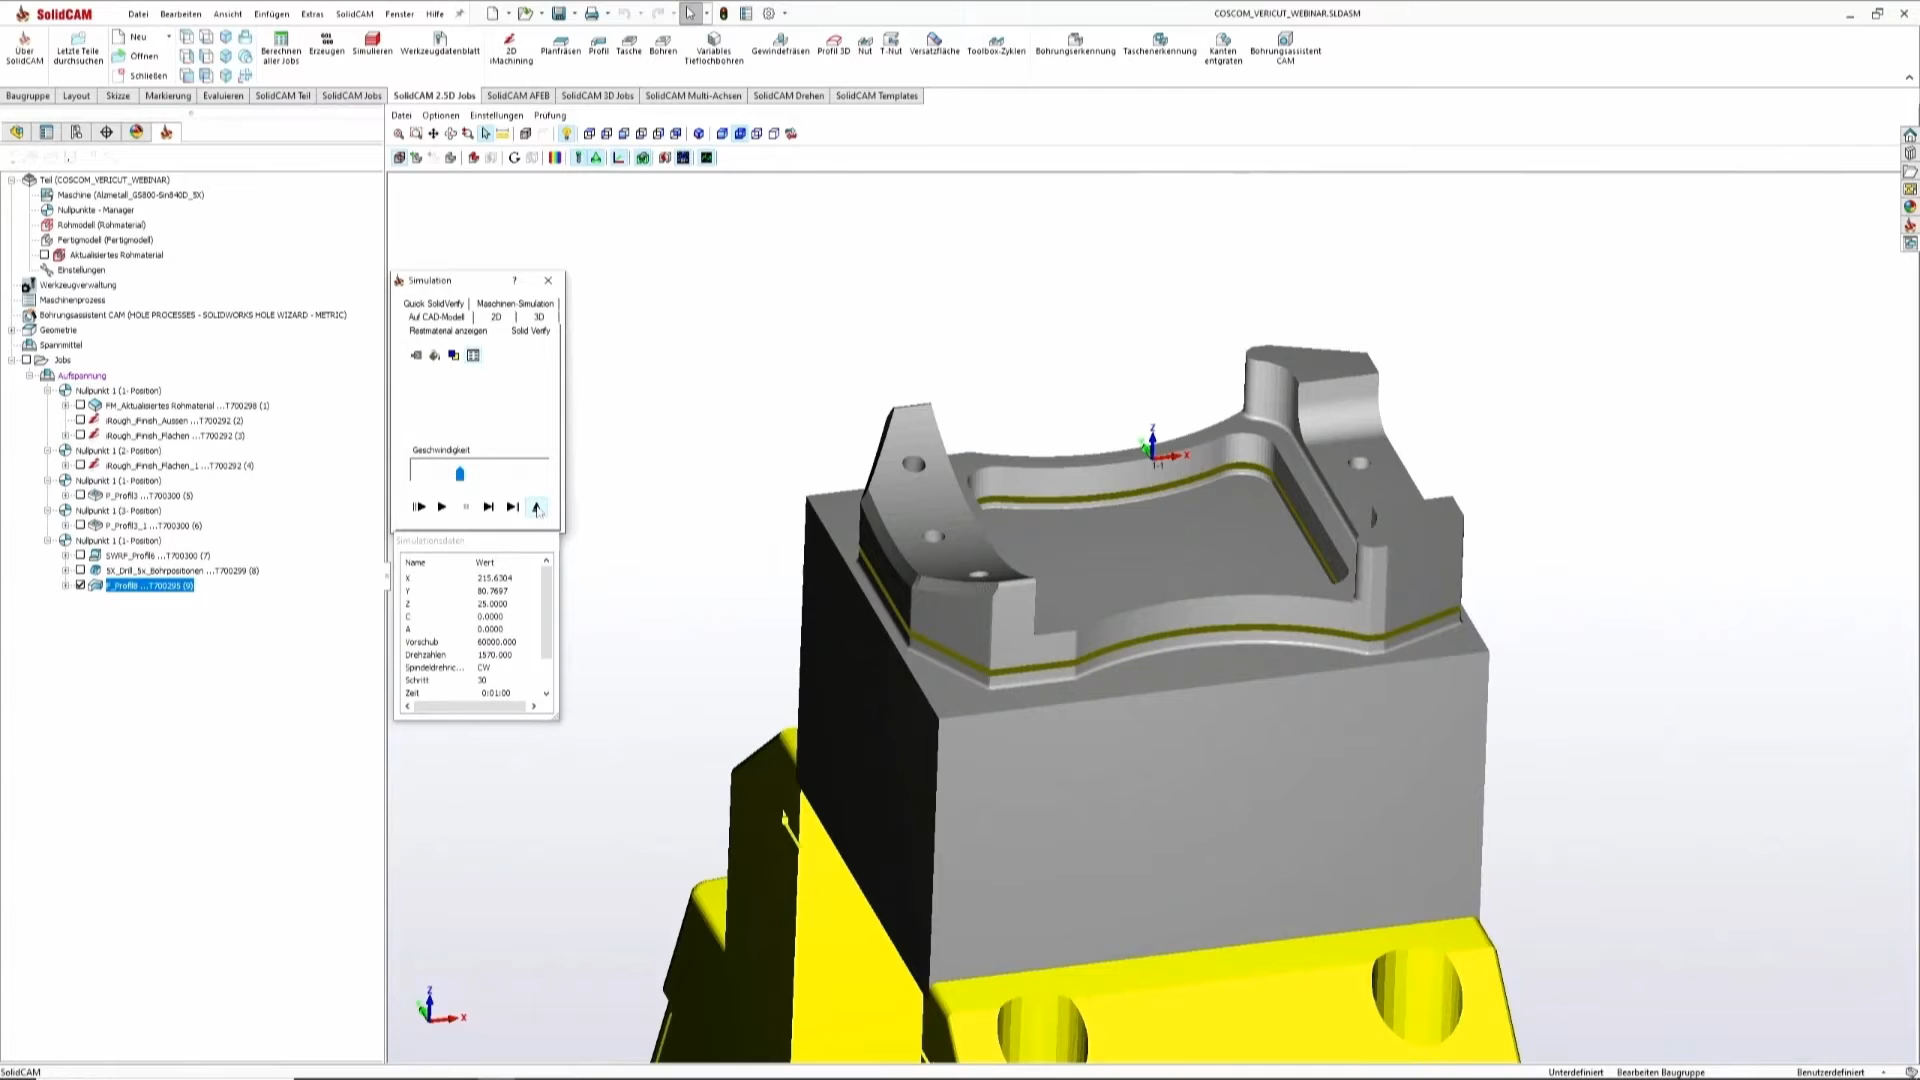 SolidCAM Datei Bearbeiten Ansicht Einfügen Extras SolidCAM Fenster Hilfe COSCOM_VERICUT_WEBINAR.SLDASM
Über SolidCAM
Letzte Teile durchsuchen
Neu
Öffnen
Schließen
Berechnen aller Jobs
Erzeugen
Simulieren
Werkzeugdatenblatt
2D iMachining
Planfräsen
Profil
Tasche
Bohren
Variables Tieflochbohren
Gewindefräsen
Profil 3D
Nut
T-Nut
Versatzfläche
Toolbox-Zyklen
Bohrungserkennung
Taschenerkennung
Kanten entgraten
Bohrungsassistent CAM
Baugruppe Layout Skizze Markierung Evaluieren SolidCAM Teil SolidCAM Jobs SolidCAM 2.5D Jobs SolidCAM AFEB SolidCAM 3D Jobs SolidCAM Multi-Achsen SolidCAM Drehen SolidCAM Templates
Datei Optionen Einstellungen Prüfung
Teil (COSCOM_VERICUT_WEBINAR)
Maschine (Alzmetall_GS800-Sin840D_5X)
Nullpunkte - Manager
Rohmodell (Rohmaterial)
Fertigmodell (Fertigmodell)
Aktualisiertes Rohmaterial
Einstellungen
Werkzeugverwaltung
Maschinenprozess
Bohrungsassistent CAM (HOLE PROCESSES - SOLIDWORKS HOLE WIZARD - METRIC)
Geometrie
Spannmittel
Jobs
Aufspannung
Nullpunkt 1 (1- Position)
FM_Aktualisiertes Rohmaterial ...T700298 (1)
iRough_iFinish_Aussen ...T700292 (2)
iRough_iFinish_Flachen ...T700292 (3)
Nullpunkt 1 (2- Position)
iRough_iFinish_Flachen_1 ...T700292 (4)
Nullpunkt 1 (1- Position)
P_Profil3 ...T700300 (5)
Nullpunkt 1 (3- Position)
P_Profil3_1 ...T700300 (6)
Nullpunkt 1 (1- Position)
SWRF_Profil6 ...T700300 (7)
5X_Drill_5x_Bohrpositionen ...T700299 (8)
P_Profil8 ...T700295 (9)
Simulation ?
Quick SolidVerify Maschinen-Simulation
Auf CAD-Modell 2D 3D
Restmaterial anzeigen Solid Verify
Geschwindigkeit
Simulationsdaten
Name Wert
X 215.6304
Y 80.7697
Z 25.0000
C 0.0000
A 0.0000
Vorschub 60000.000
Drehzahlen 1570.000
Spindeldrehric... CW
Schritt 30
Zeit 0:01:00
Z
X
1-1
Z
X
SolidCAM Unterdefiniert Bearbeiten Baugruppe Benutzerdefiniert